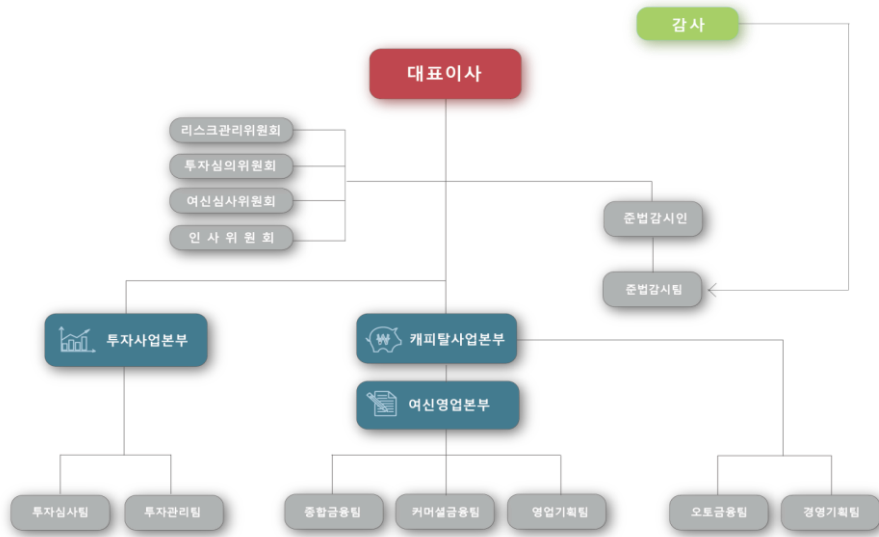 감사
대표이사
리스크관리위원회
투자심의위원회
여신심사위원회
인 사 위 원 회
준법감시인
준법감시팀
투자사업본부
캐피탈사업본부
여신영업본부
투자심사팀
투자관리팀
종합금융팀
커머셜금융팀
영업기획팀
오토금융팀
경영기획팀